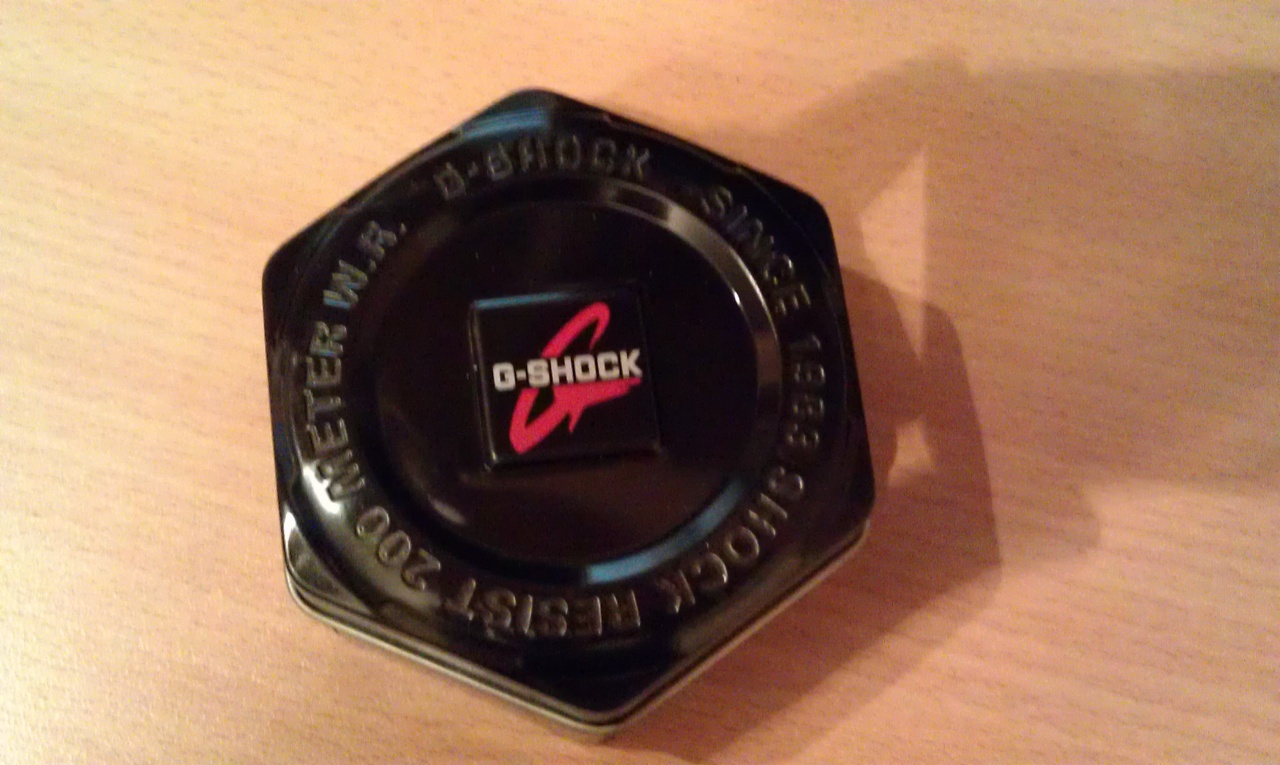 G-SHOCK SINCE 1983 SHOCK RESIST 200 METER W.R.
G-SHOCK